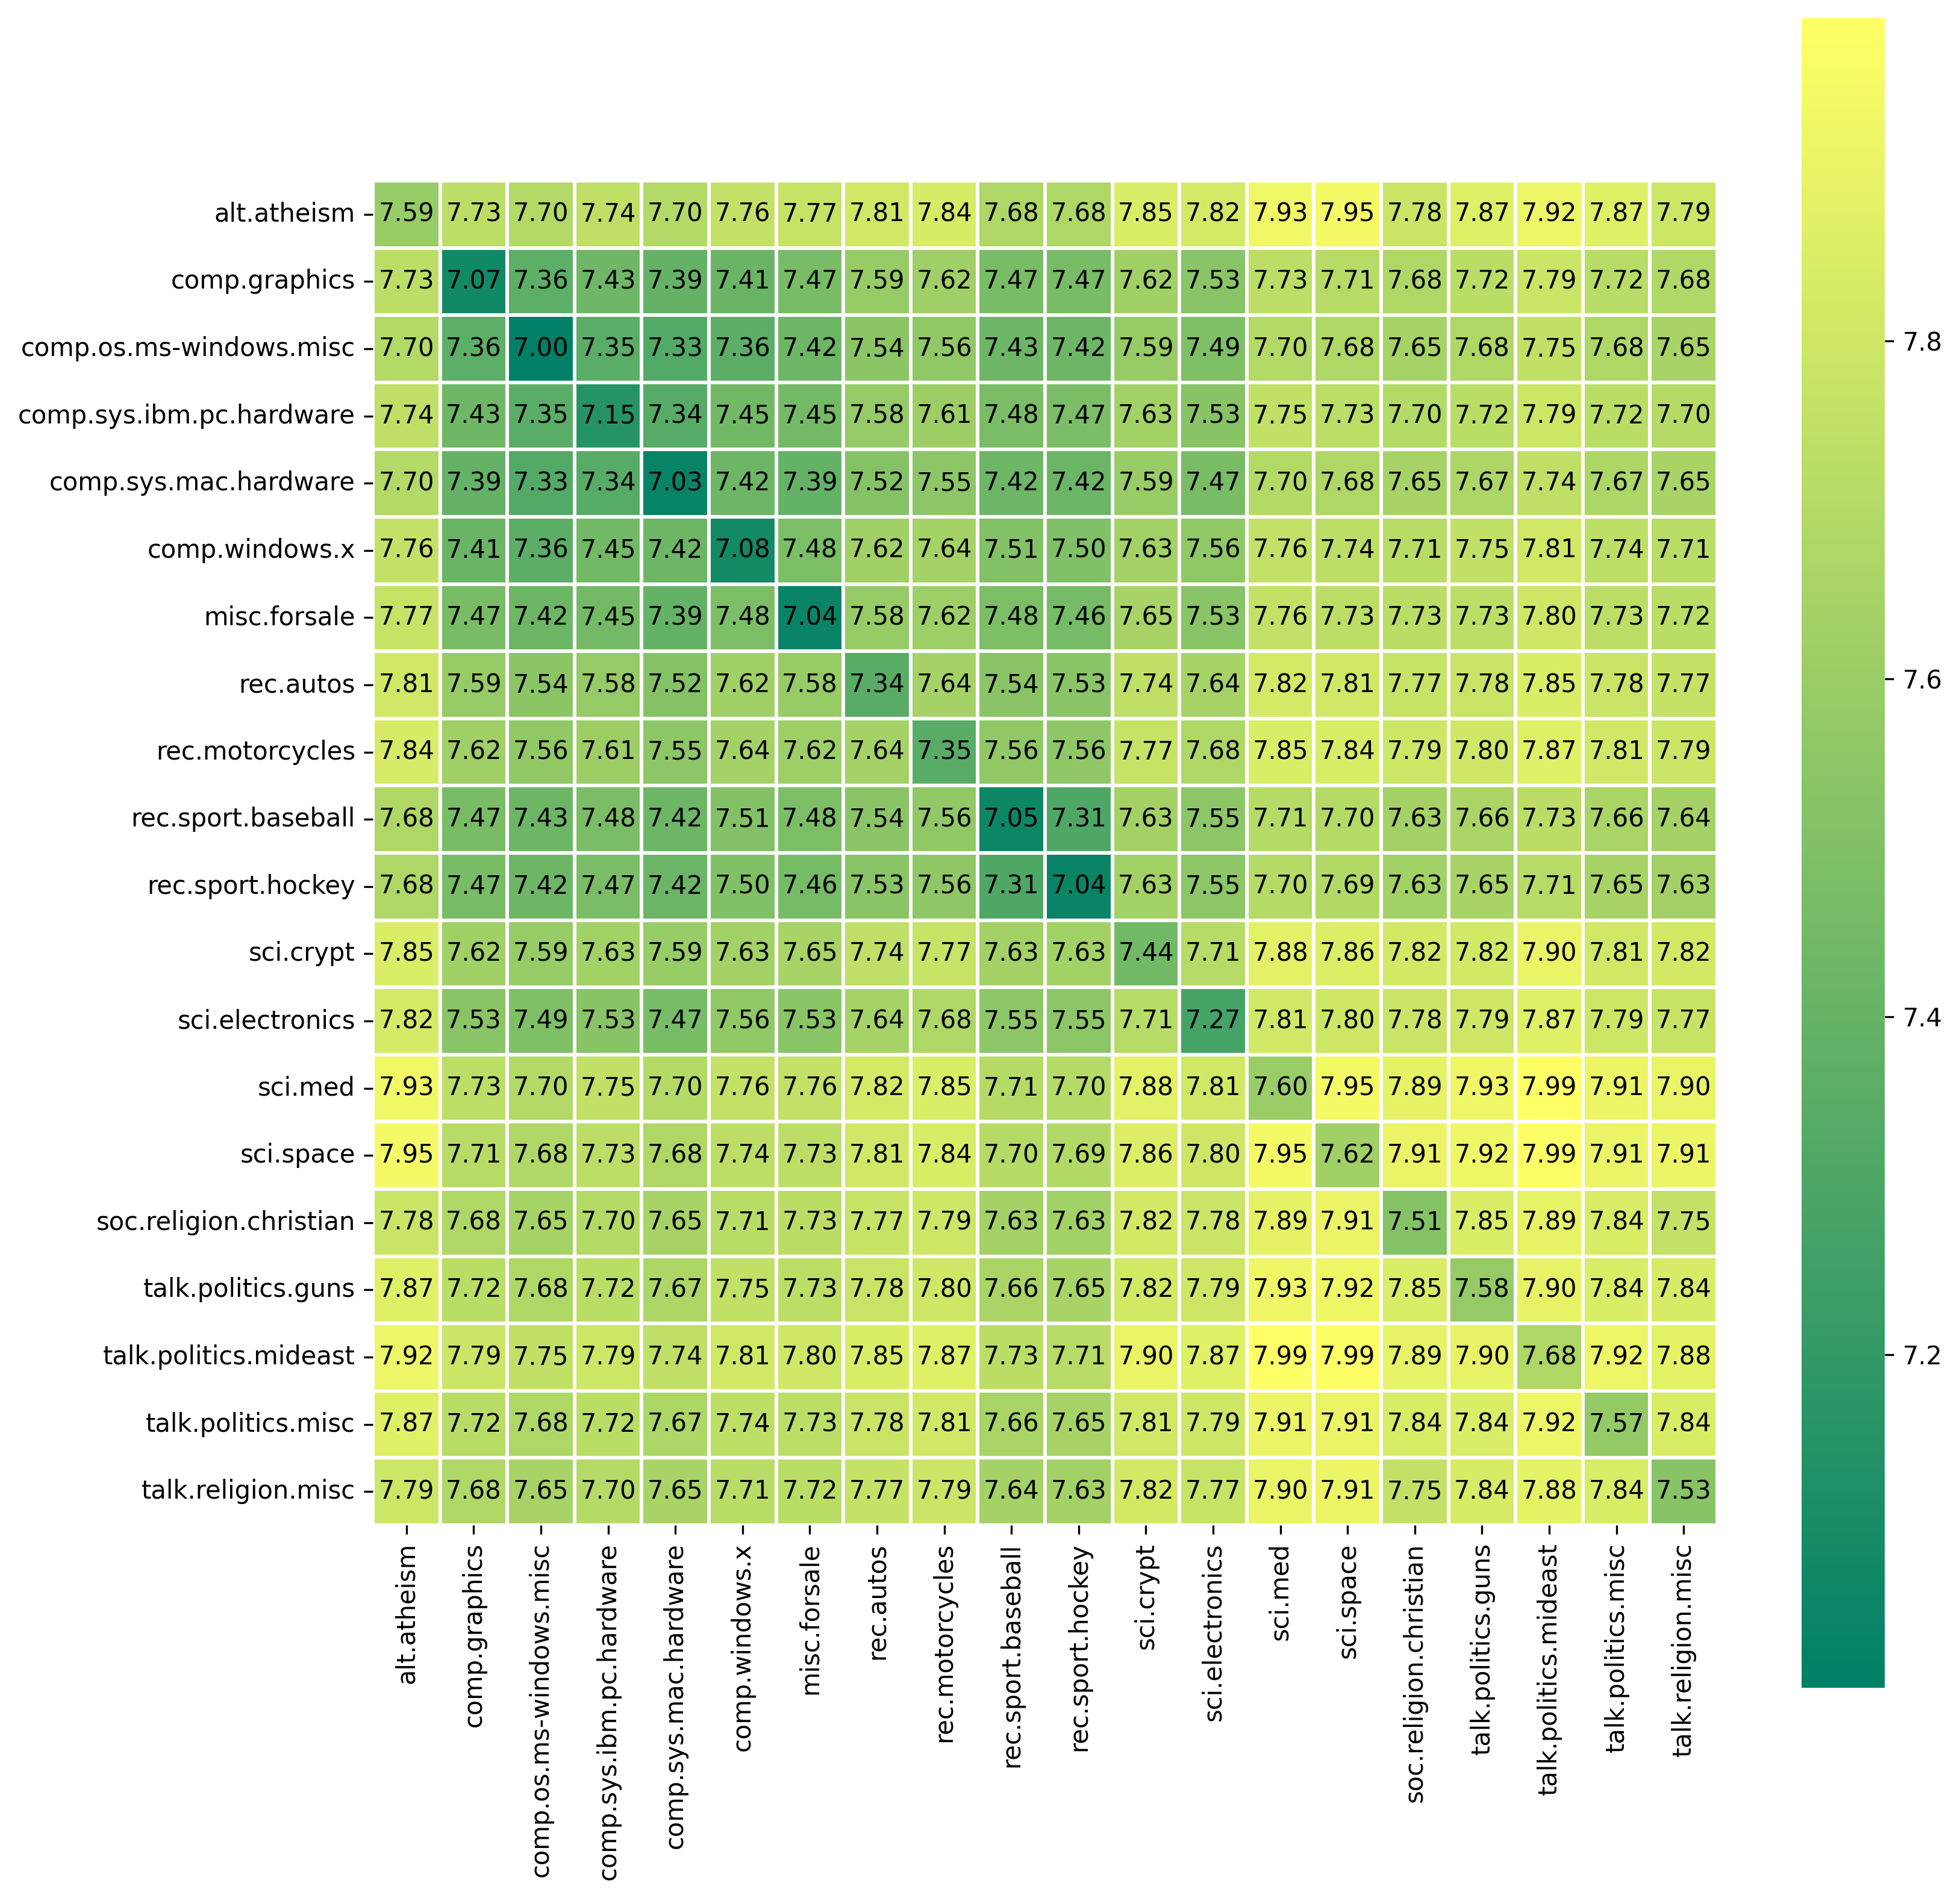 alt.atheism 7.59 7.73 7.70 7.74 7.70 7.76 7.77 7.81 7.84 7.68 7.68 7.85 7.82 7.93 7.95 7.78 7.87 7.92 7.87 7.79
comp.graphics 7.73 7.07 7.36 7.43 7.39 7.41 7.47 7.59 7.62 7.47 7.47 7.62 7.53 7.73 7.71 7.68 7.72 7.79 7.72 7.68
comp.os.ms-windows.misc 7.70 7.36 7.00 7.35 7.33 7.36 7.42 7.54 7.56 7.43 7.42 7.59 7.49 7.70 7.68 7.65 7.68 7.75 7.68 7.65
comp.sys.ibm.pc.hardware 7.74 7.43 7.35 7.15 7.34 7.45 7.45 7.58 7.61 7.48 7.47 7.63 7.53 7.75 7.73 7.70 7.72 7.79 7.72 7.70
comp.sys.mac.hardware 7.70 7.39 7.33 7.34 7.03 7.42 7.39 7.52 7.55 7.42 7.42 7.59 7.47 7.70 7.68 7.65 7.67 7.74 7.67 7.65
comp.windows.x 7.76 7.41 7.36 7.45 7.42 7.08 7.48 7.62 7.64 7.51 7.50 7.63 7.56 7.76 7.74 7.71 7.75 7.81 7.74 7.71
misc.forsale 7.77 7.47 7.42 7.45 7.39 7.48 7.04 7.58 7.62 7.48 7.46 7.65 7.53 7.76 7.73 7.73 7.73 7.80 7.73 7.72
rec.autos 7.81 7.59 7.54 7.58 7.52 7.62 7.58 7.34 7.64 7.54 7.53 7.74 7.64 7.82 7.81 7.77 7.78 7.85 7.78 7.77
rec.motorcycles 7.84 7.62 7.56 7.61 7.55 7.64 7.62 7.64 7.35 7.56 7.56 7.77 7.68 7.85 7.84 7.79 7.80 7.87 7.81 7.79
rec.sport.baseball 7.68 7.47 7.43 7.48 7.42 7.51 7.48 7.54 7.56 7.05 7.31 7.63 7.55 7.71 7.70 7.63 7.66 7.73 7.66 7.64
rec.sport.hockey 7.68 7.47 7.42 7.47 7.42 7.50 7.46 7.53 7.56 7.31 7.04 7.63 7.55 7.70 7.69 7.63 7.65 7.71 7.65 7.63
sci.crypt 7.85 7.62 7.59 7.63 7.59 7.63 7.65 7.74 7.77 7.63 7.63 7.44 7.71 7.88 7.86 7.82 7.82 7.90 7.81 7.82
sci.electronics 7.82 7.53 7.49 7.53 7.47 7.56 7.53 7.64 7.68 7.55 7.55 7.71 7.27 7.81 7.80 7.78 7.79 7.87 7.79 7.77
sci.med 7.93 7.73 7.70 7.75 7.70 7.76 7.76 7.82 7.85 7.71 7.70 7.88 7.81 7.60 7.95 7.89 7.93 7.99 7.91 7.90
sci.space 7.95 7.71 7.68 7.73 7.68 7.74 7.73 7.81 7.84 7.70 7.69 7.86 7.80 7.95 7.62 7.91 7.92 7.99 7.91 7.91
soc.religion.christian 7.78 7.68 7.65 7.70 7.65 7.71 7.73 7.77 7.79 7.63 7.63 7.82 7.78 7.89 7.91 7.51 7.85 7.89 7.84 7.75
talk.politics.guns 7.87 7.72 7.68 7.72 7.67 7.75 7.73 7.78 7.80 7.66 7.65 7.82 7.79 7.93 7.92 7.85 7.58 7.90 7.84 7.84
talk.politics.mideast 7.92 7.79 7.75 7.79 7.74 7.81 7.80 7.85 7.87 7.73 7.71 7.90 7.87 7.99 7.99 7.89 7.90 7.68 7.92 7.88
talk.politics.misc 7.87 7.72 7.68 7.72 7.67 7.74 7.73 7.78 7.81 7.66 7.65 7.81 7.79 7.91 7.91 7.84 7.84 7.92 7.57 7.84
talk.religion.misc 7.79 7.68 7.65 7.70 7.65 7.71 7.72 7.77 7.79 7.64 7.63 7.82 7.77 7.90 7.91 7.75 7.84 7.88 7.84 7.53
alt.atheism
comp.graphics
comp.os.ms-windows.misc
comp.sys.ibm.pc.hardware
comp.sys.mac.hardware
comp.windows.x
misc.forsale
rec.autos
rec.motorcycles
rec.sport.baseball
rec.sport.hockey
sci.crypt
sci.electronics
sci.med
sci.space
soc.religion.christian
talk.politics.guns
talk.politics.mideast
talk.politics.misc
talk.religion.misc
7.8
7.6
7.4
7.2